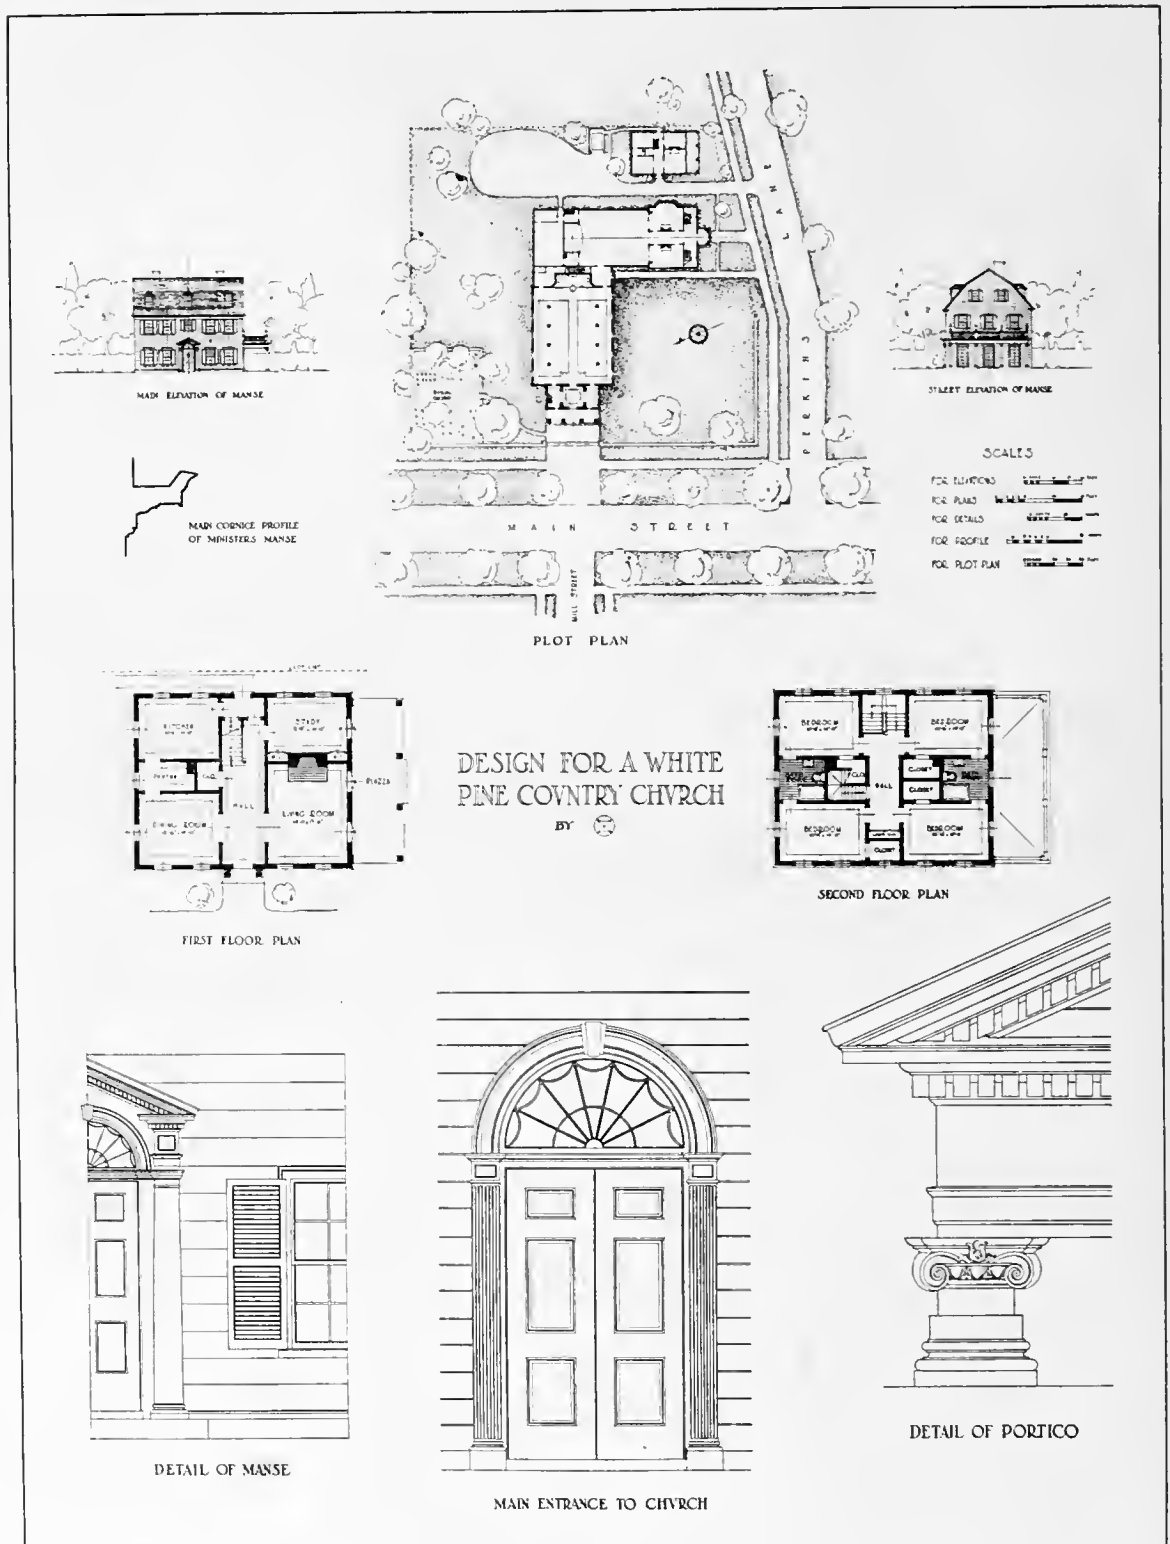 PERKINS LANE
MAIN ELEVATION OF MANSE
STREET ELEVATION OF MANSE
MAIN CORNICE PROFILE
OF MINISTERS MANSE
SCALES
FOR ELEVATIONS
FOR PLANS
FOR DETAILS
FOR PROFILE
FOR PLOT PLAN
MAIN STREET
MILL STREET
PLOT PLAN
KITCHEN
STUDY
PANTRY
HALL
PIAZZA
DINING ROOM
LIVING ROOM
FIRST FLOOR PLAN
DESIGN FOR A WHITE
PINE COVNTRY CHVRCH
BY
BEDROOM
BEDROOM
CLOSET
HALL
CLOSET
BEDROOM
BEDROOM
CLOSET
SECOND FLOOR PLAN
DETAIL OF MANSE
MAIN ENTRANCE TO CHVRCH
DETAIL OF PORTICO